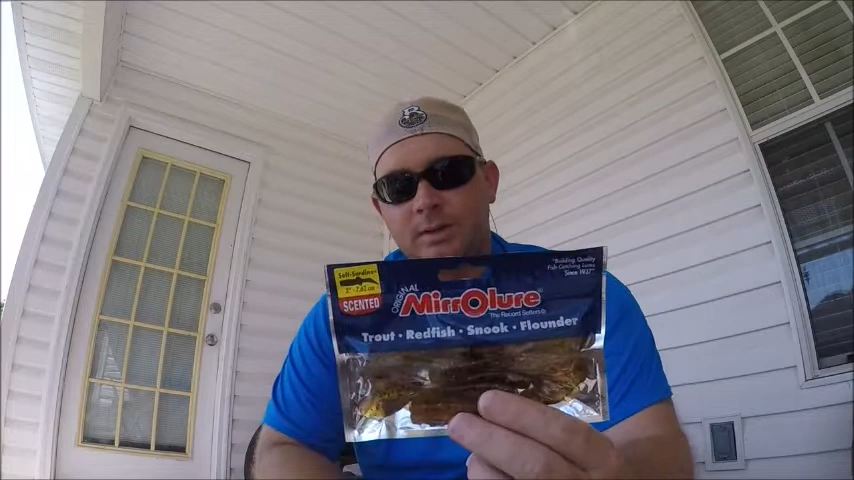 Soft-Sardine
3" - 7.62 cm
SCENTED
ORIGINAL
MirrOlure®
The Record Setters®
"Building Quality
Fish-Catching Lures
Since 1937"
Trout • Redfish • Snook • Flounder